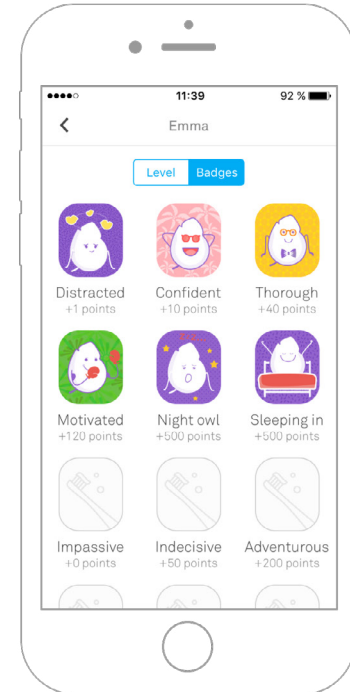 11:39
92 %
Emma
Level Badges
Distracted Confident Thorough
+1 points +10 points +40 points
Motivated Night owl Sleeping in
+120 points +500 points +500 points
Impassive Indecisive Adventurous
+0 points +50 points +200 points